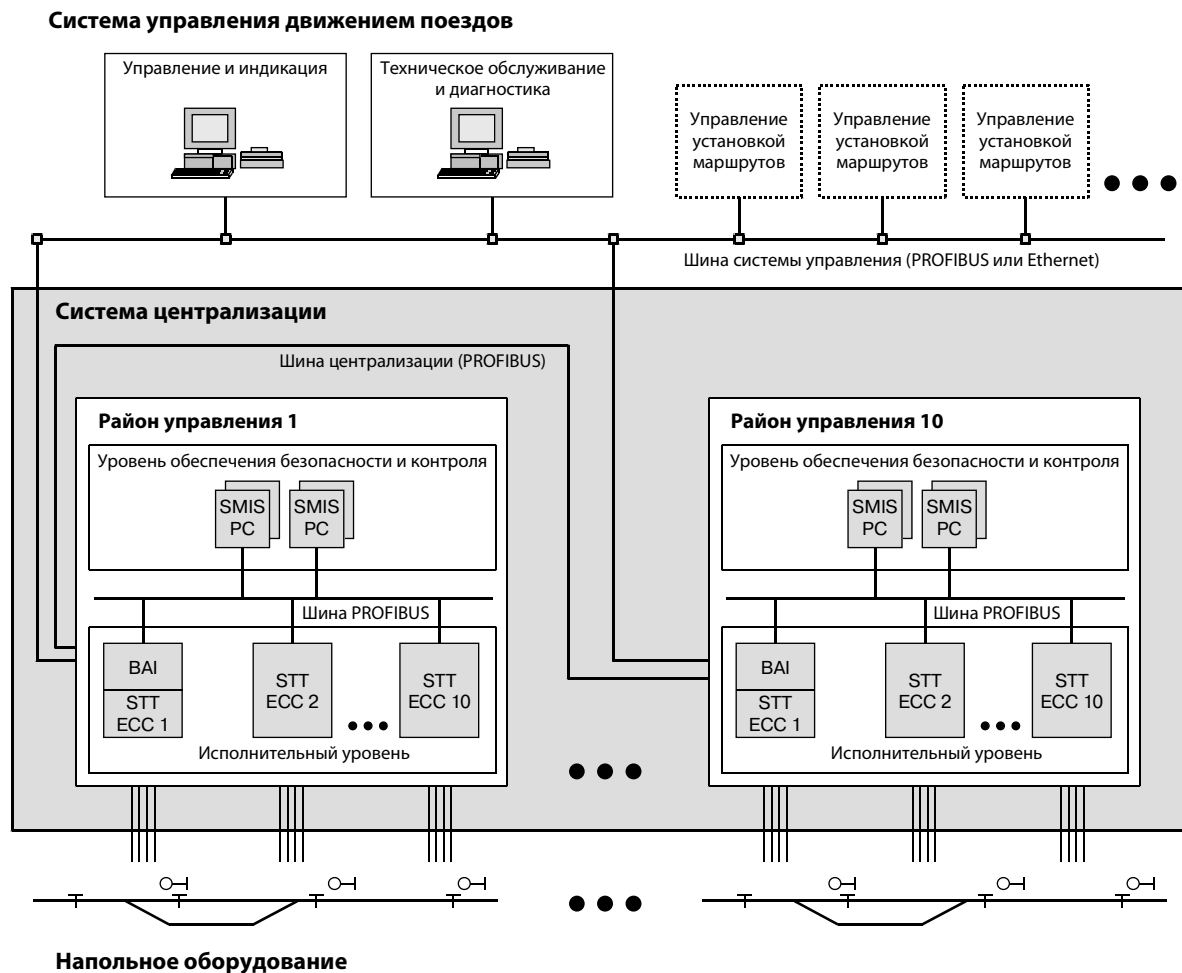 Система управления движением поездов
Управление и индикация
Техническое обслуживание
и диагностика
Управление
установкой
маршрутов
Управление
установкой
маршрутов
Управление
установкой
маршрутов
Шина системы управления (PROFIBUS или Ethernet)
Система централизации
Шина централизации (PROFIBUS)
Район управления 1
Уровень обеспечения безопасности и контроля
SMIS
PC
SMIS
PC
Шина PROFIBUS
BAI
STT
ECC 1
STT
ECC 2
STT
ECC 10
Исполнительный уровень
Район управления 10
Уровень обеспечения безопасности и контроля
SMIS
PC
SMIS
PC
Шина PROFIBUS
BAI
STT
ECC 1
STT
ECC 2
STT
ECC 10
Исполнительный уровень
Напольное оборудование